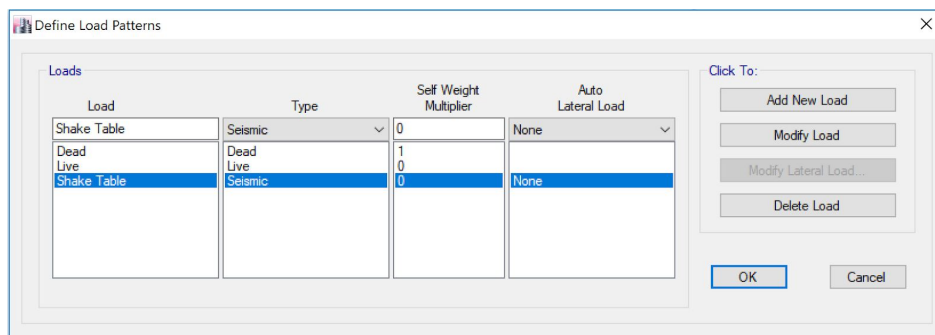 Define Load Patterns
Loads
Click To:
Load Type Self Weight Multiplier Auto Lateral Load
Shake Table Seismic 0 None
Dead Dead 1
Live Live 0
Shake Table Seismic 0 None
Add New Load
Modify Load
Modify Lateral Load...
Delete Load
OK Cancel